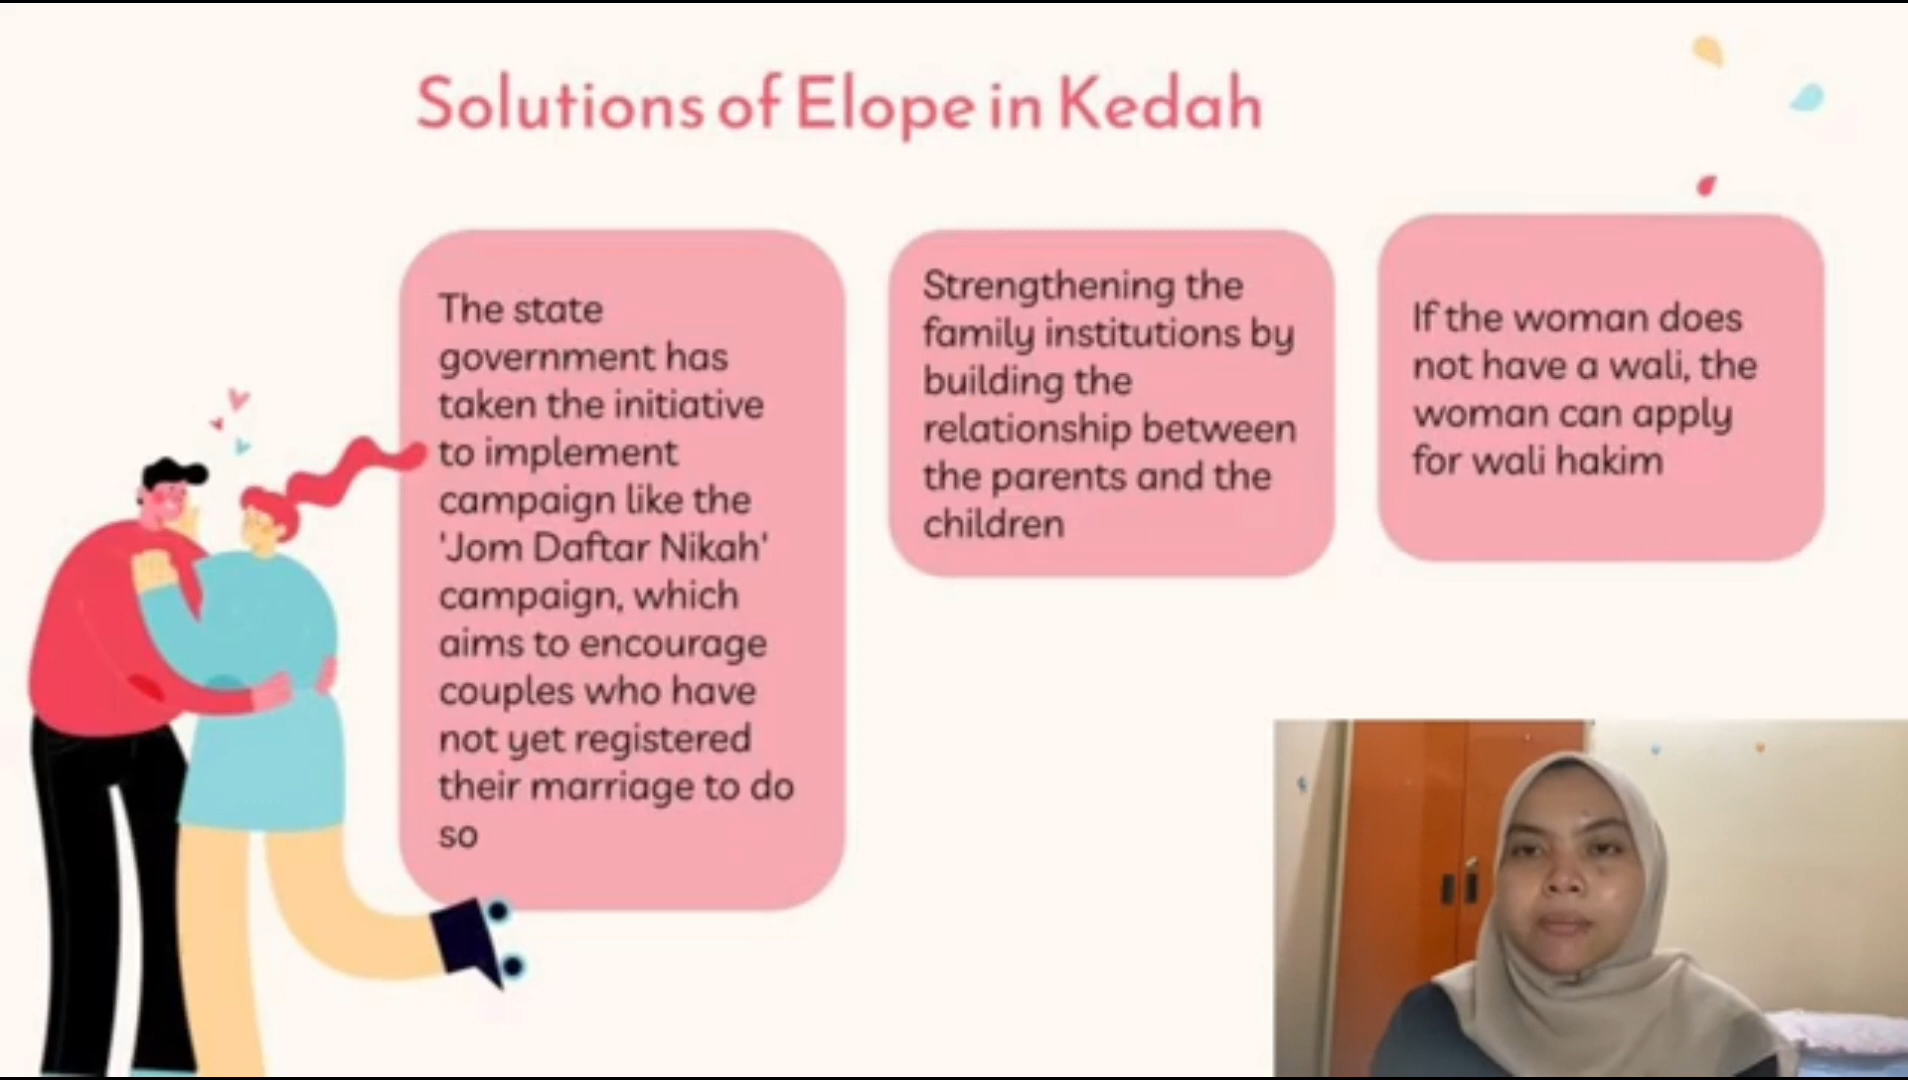 Solutions of Elope in Kedah
The state
government has
taken the initiative
to implement
campaign like the
'Jom Daftar Nikah'
campaign, which
aims to encourage
couples who have
not yet registered
their marriage to do
so
Strengthening the
family institutions by
building the
relationship between
the parents and the
children
If the woman does
not have a wali, the
woman can apply
for wali hakim